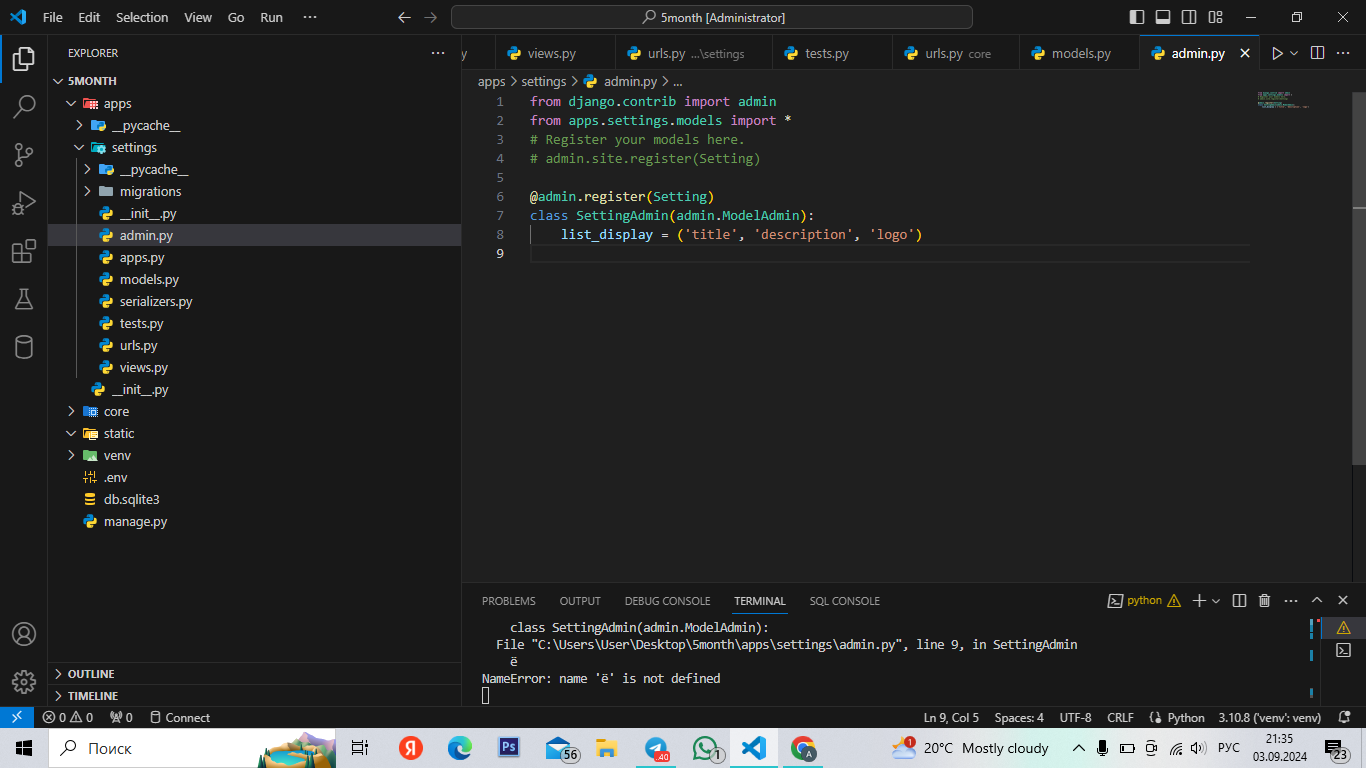 File Edit Selection View Go Run ···
5month [Administrator]
EXPLORER
y views.py urls.py ...\settings tests.py urls.py core models.py admin.py
apps > settings > admin.py > ...
5MONTH
apps
__pycache__
settings
__pycache__
migrations
__init__.py
admin.py
apps.py
models.py
serializers.py
tests.py
urls.py
views.py
__init__.py
core
static
venv
.env
db.sqlite3
manage.py
OUTLINE
TIMELINE
1 from django.contrib import admin
2 from apps.settings.models import *
3 # Register your models here.
4 # admin.site.register(Setting)
5
6 @admin.register(Setting)
7 class SettingAdmin(admin.ModelAdmin):
8 list_display = ('title', 'description', 'logo')
9
PROBLEMS OUTPUT DEBUG CONSOLE TERMINAL SQL CONSOLE
python
class SettingAdmin(admin.ModelAdmin):
File "C:\Users\User\Desktop\5month\apps\settings\admin.py", line 9, in SettingAdmin
ё
NameError: name 'ё' is not defined
0 0 0 Connect
Ln 9, Col 5 Spaces: 4 UTF-8 CRLF Python 3.10.8 ('venv': venv)
Поиск
Я
Ps
56
.40
1
A
1
20°C Mostly cloudy
РУС
21:35
03.09.2024
23